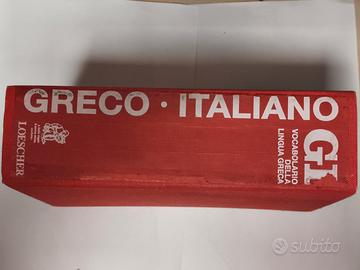 GRECO · ITALIANO
GI
VOCABOLARIO
DELLA
LINGUA GRECA
LOESCHER
subito